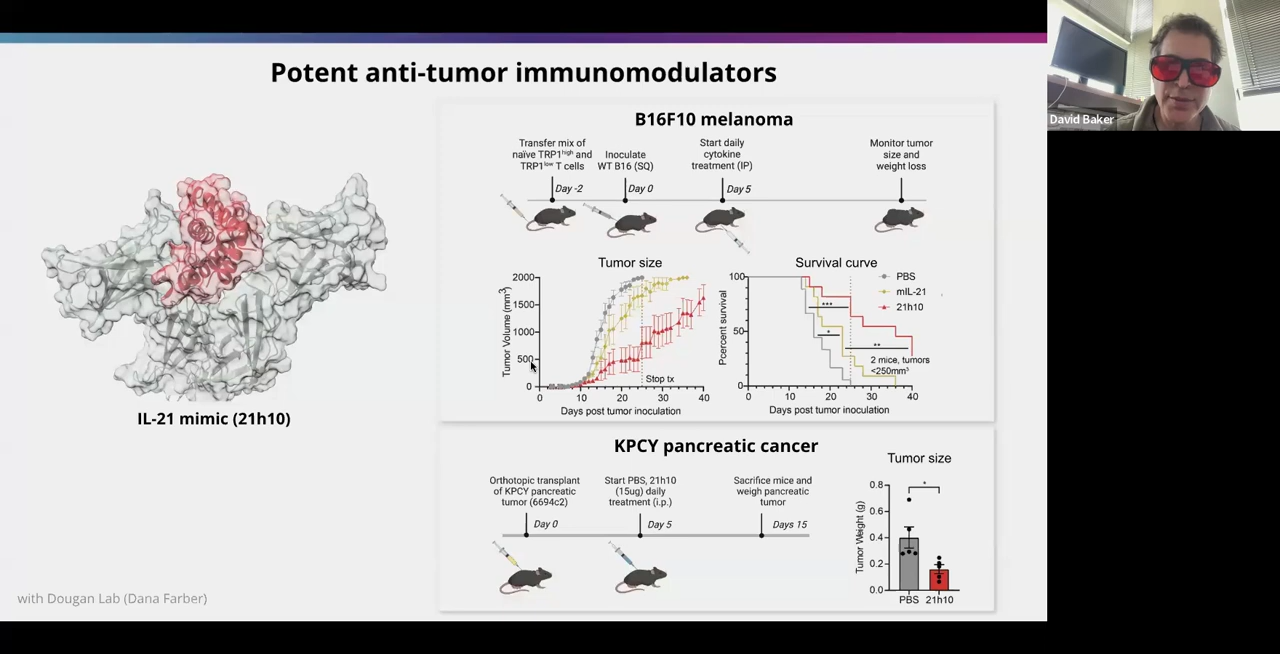 Potent anti-tumor immunomodulators
David Baker
B16F10 melanoma
Transfer mix of
naïve TRP1high and
TRP1low T cells
Day -2
Inoculate
WT B16 (SQ)
Day 0
Start daily
cytokine
treatment (IP)
Day 5
Monitor tumor
size and
weight loss
Tumor size
Tumor Volume (mm3)
2000
1500
1000
500
0
0 10 20 30 40
Stop tx
Days post tumor inoculation
Survival curve
Pcercent survival
100
50
0
0 10 20 30 40
***
*
**
2 mice, tumors
<250mm3
Days post tumor inoculation
PBS
mIL-21
21h10
IL-21 mimic (21h10)
KPCY pancreatic cancer
Orthotopic transplant
of KPCY pancreatic
tumor (6694c2)
Day 0
Start PBS, 21h10
(15ug) daily
treatment (i.p.)
Day 5
Sacrifice mice and
weigh pancreatic
tumor
Days 15
Tumor size
Tumor Weight (g)
0.8
0.6
0.4
0.2
0.0
*
PBS 21h10
with Dougan Lab (Dana Farber)